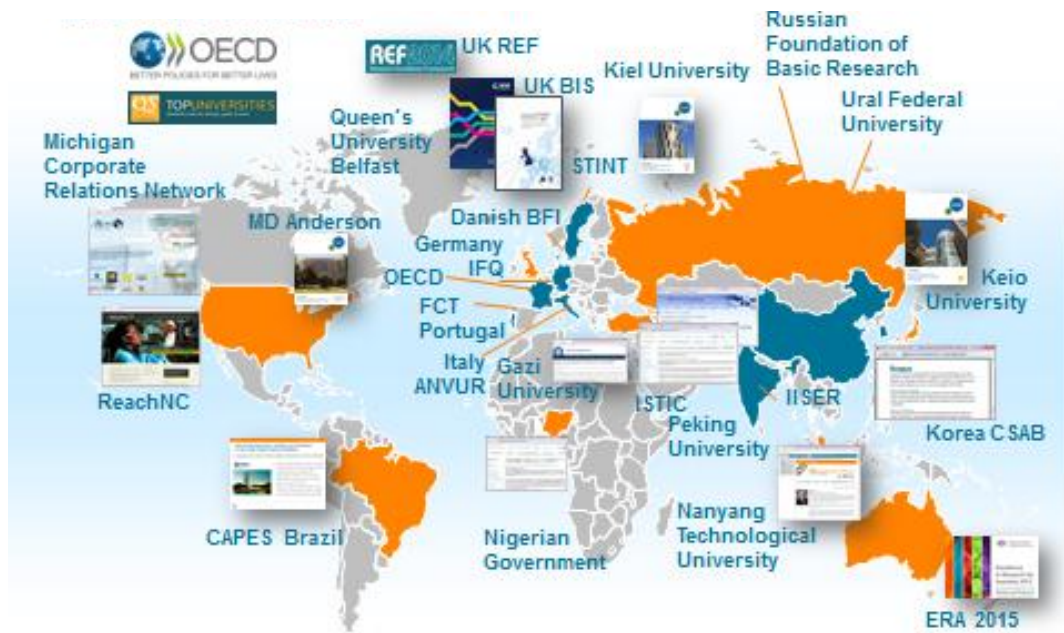 OECD
BETTER POLICIES FOR BETTER LIVES
QS TOPUNIVERSITIES
REF2014
UK REF
UK BIS
Kiel University
Russian
Foundation of
Basic Research
Ural Federal
University
Michigan
Corporate
Relations Network
Queen's
University
Belfast
STINT
MD Anderson
Danish BFI
Germany
IFQ
OECD
FCT
Portugal
Italy
ANVUR
Gazi
University
Keio
University
ReachNC
ISTIC
IISER
Peking
University
Korea CSAB
CAPES Brazil
Nigerian
Government
Nanyang
Technological
University
ERA 2015